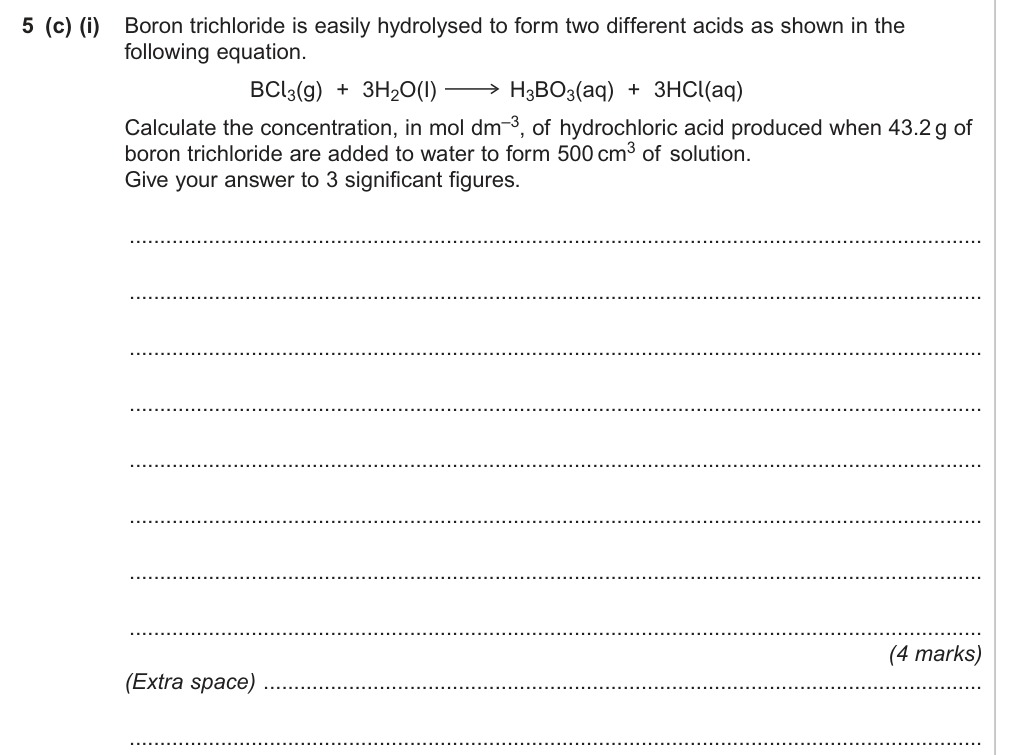 5 (c) (i) Boron trichloride is easily hydrolysed to form two different acids as shown in the
following equation.
BCl₃(g) + 3H₂O(l) ⟶ H₃BO₃(aq) + 3HCl(aq)
Calculate the concentration, in mol dm⁻³, of hydrochloric acid produced when 43.2 g of
boron trichloride are added to water to form 500 cm³ of solution.
Give your answer to 3 significant figures.
(4 marks)
(Extra space)